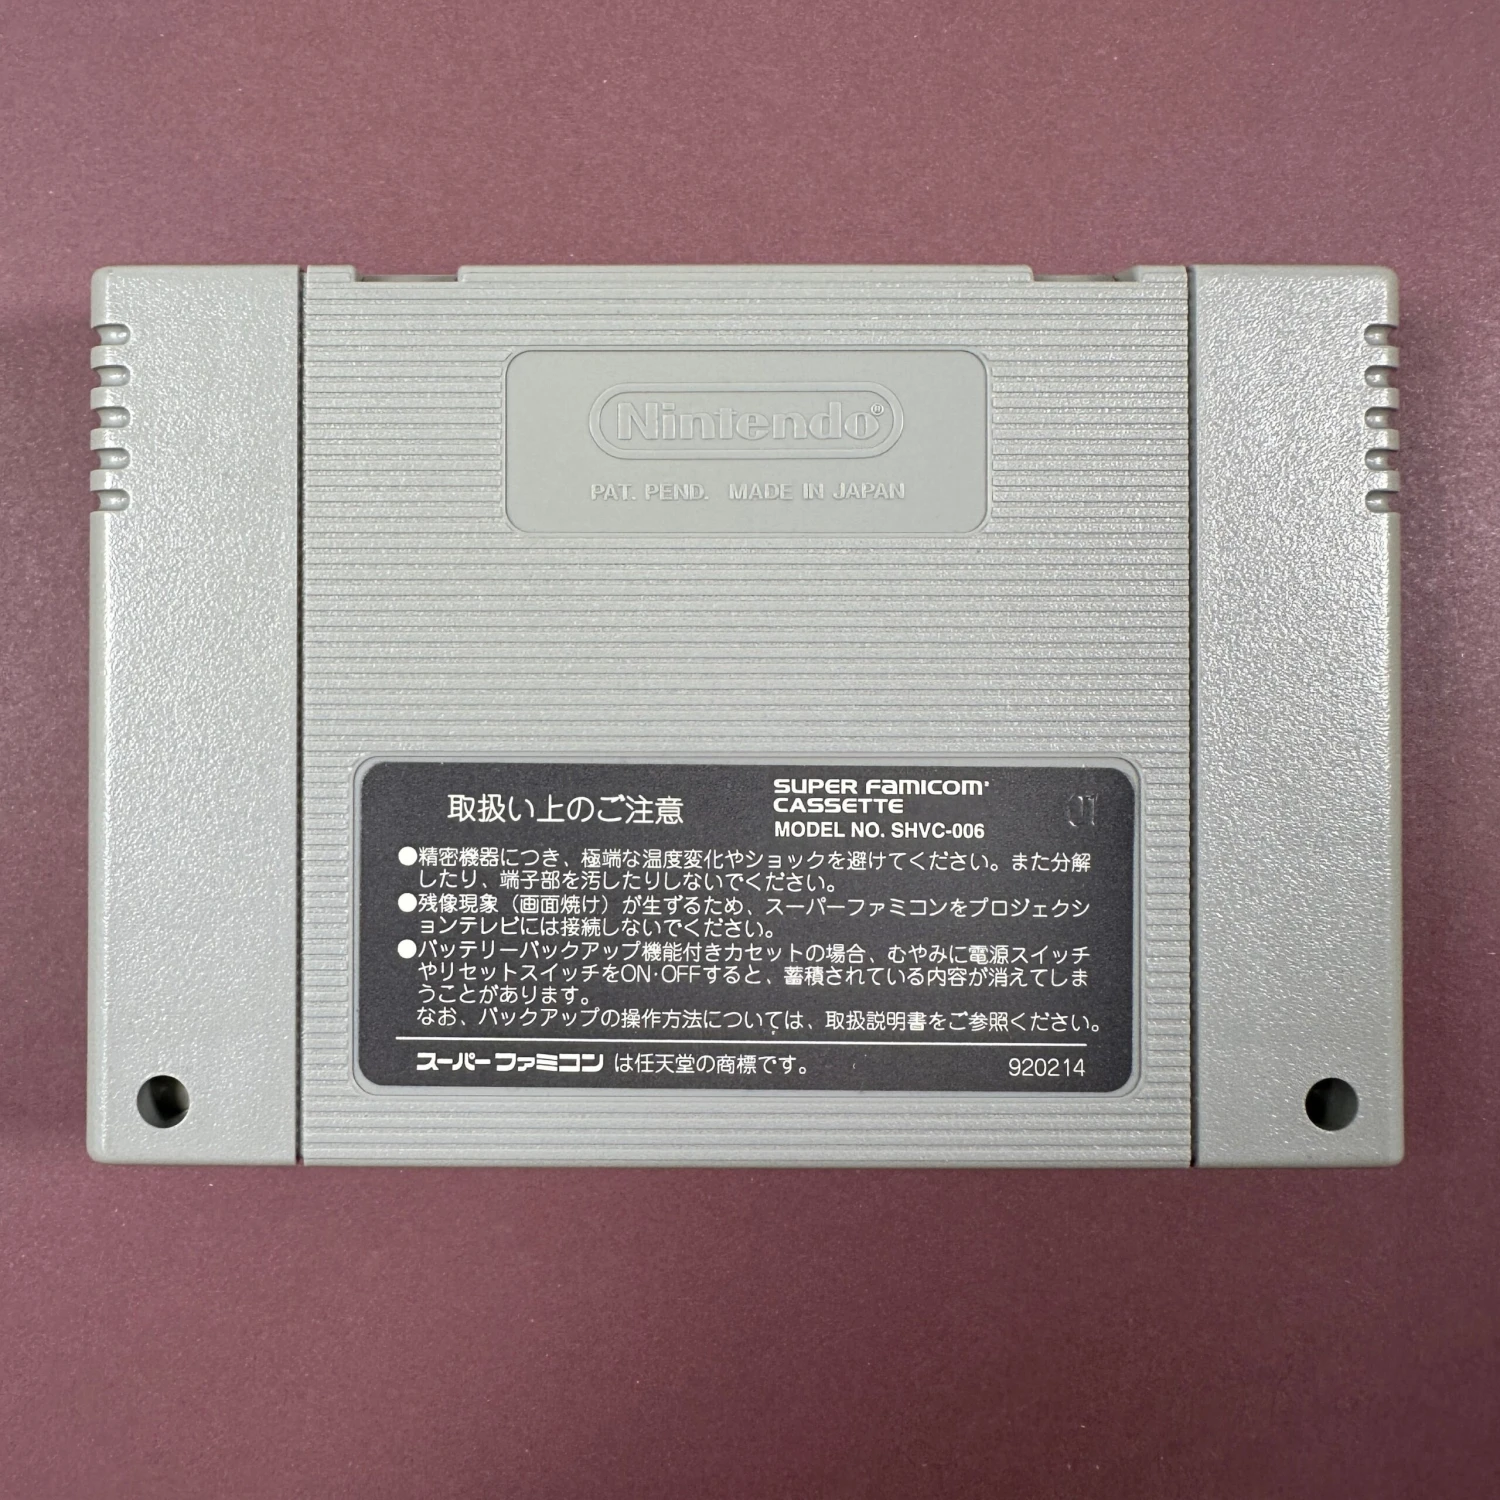 Nintendo®
PAT. PEND. MADE IN JAPAN
取扱い上のご注意
SUPER FAMICOM
CASSETTE
MODEL NO. SHVC-006
●精密機器につき、極端な温度変化やショックを避けてください。また分解
したり、端子部を汚したりしないでください。
●残像現象（画面焼け）が生ずるため、スーパーファミコンをプロジェクシ
ョンテレビには接続しないでください。
●バッテリーバックアップ機能付きカセットの場合、むやみに電源スイッチ
やリセットスイッチをON·OFFすると、蓄積されている内容が消えてしま
うことがあります。
なお、バックアップの操作方法については、取扱説明書をご参照ください。
スーパーファミコンは任天堂の商標です。
920214